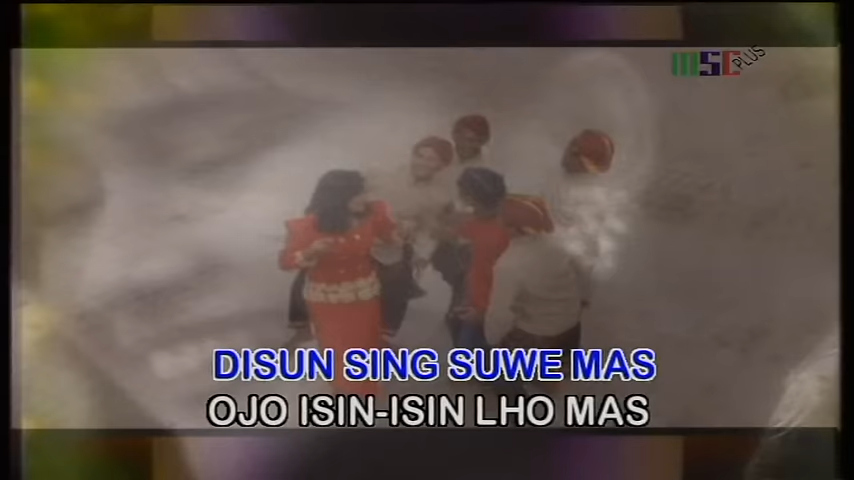 MSC PLUS
DISUN SING SUWE MAS
OJO ISIN-ISIN LHO MAS